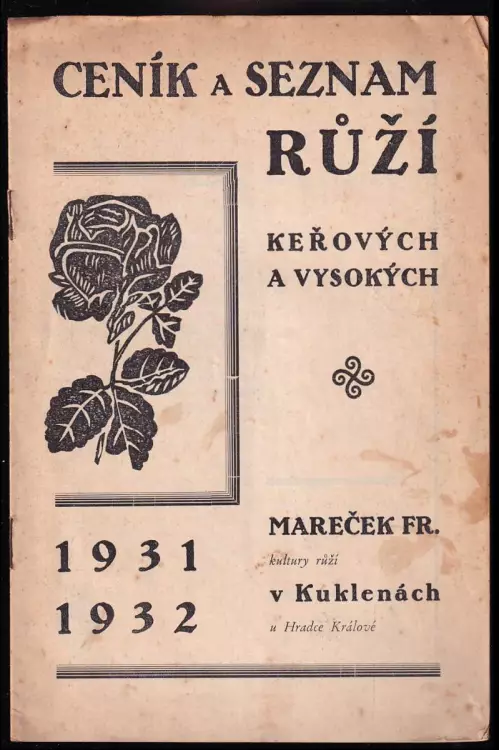 CENÍK A SEZNAM
RŮŽÍ
KEŘOVÝCH
A VYSOKÝCH
1931
1932
MAREČEK FR.
kultury růží
v Kuklenách
u Hradce Králové